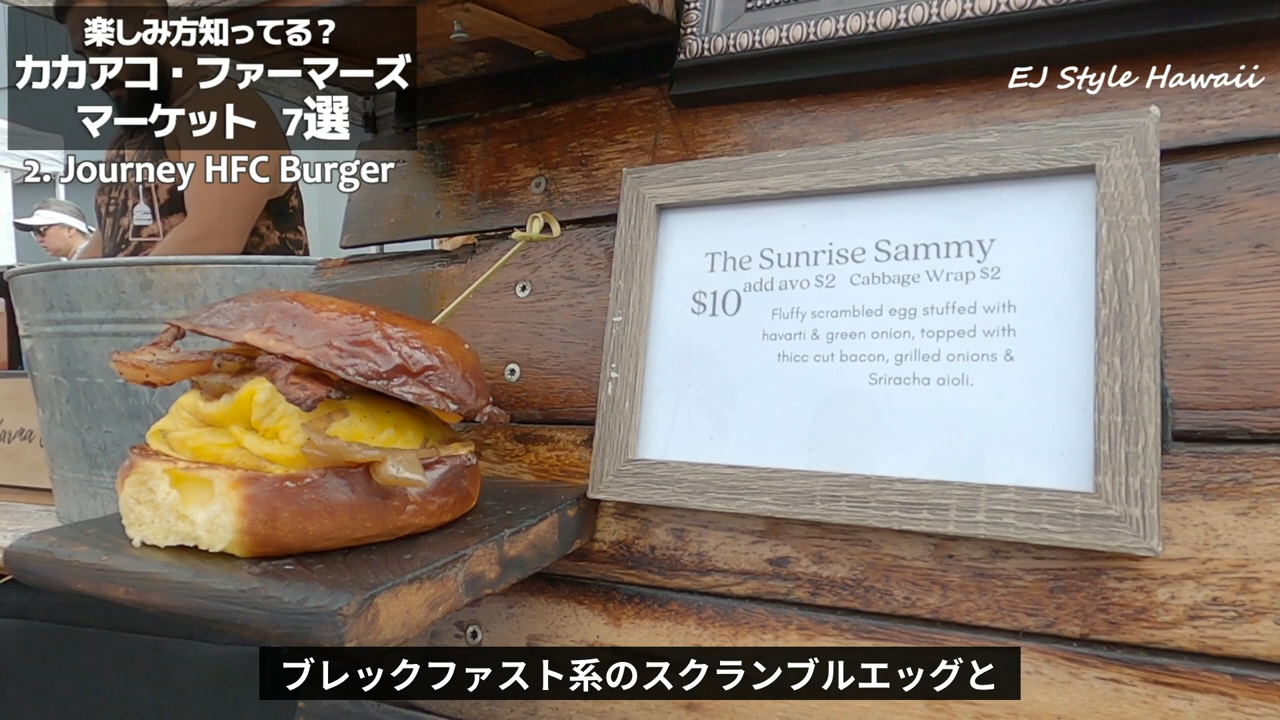 楽しみ方知ってる？
カカアコ・ファーマーズ
マーケット 7選
2. Journey HFC Burger
EJ Style Hawaii
The Sunrise Sammy
add avo $2 Cabbage Wrap $2
$10
Fluffy scrambled egg stuffed with
havarti & green onion, topped with
thicc cut bacon, grilled onions &
Sriracha aioli.
ブレックファスト系のスクランブルエッグと